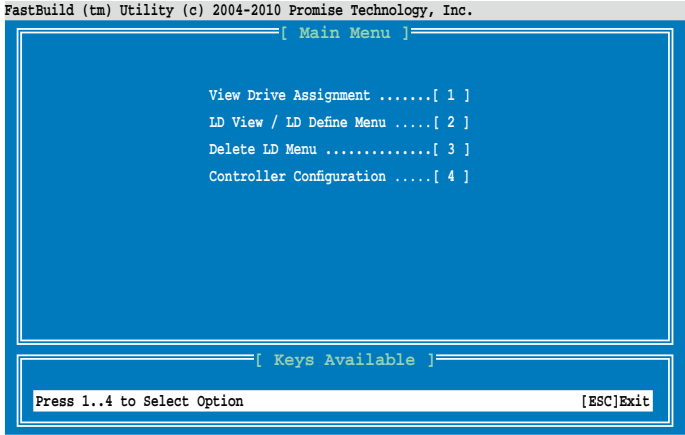 FastBuild (tm) Utility (c) 2004-2010 Promise Technology, Inc.
[ Main Menu ]
View Drive Assignment .......[ 1 ]
LD View / LD Define Menu .....[ 2 ]
Delete LD Menu ..............[ 3 ]
Controller Configuration .....[ 4 ]
[ Keys Available ]
Press 1..4 to Select Option [ESC]Exit